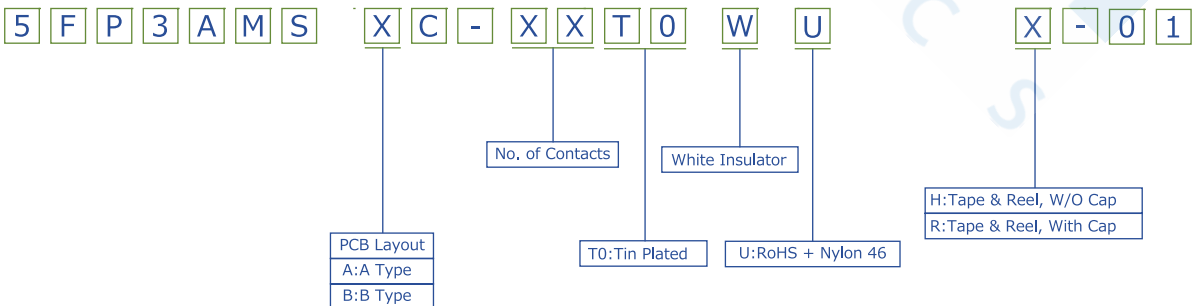 5FP3AMS XC-XXT0 W U X-01
No. of Contacts
White Insulator
H:Tape & Reel, W/O Cap
R:Tape & Reel, With Cap
PCB Layout
A:A Type
B:B Type
T0:Tin Plated
U:RoHS + Nylon 46
C
S